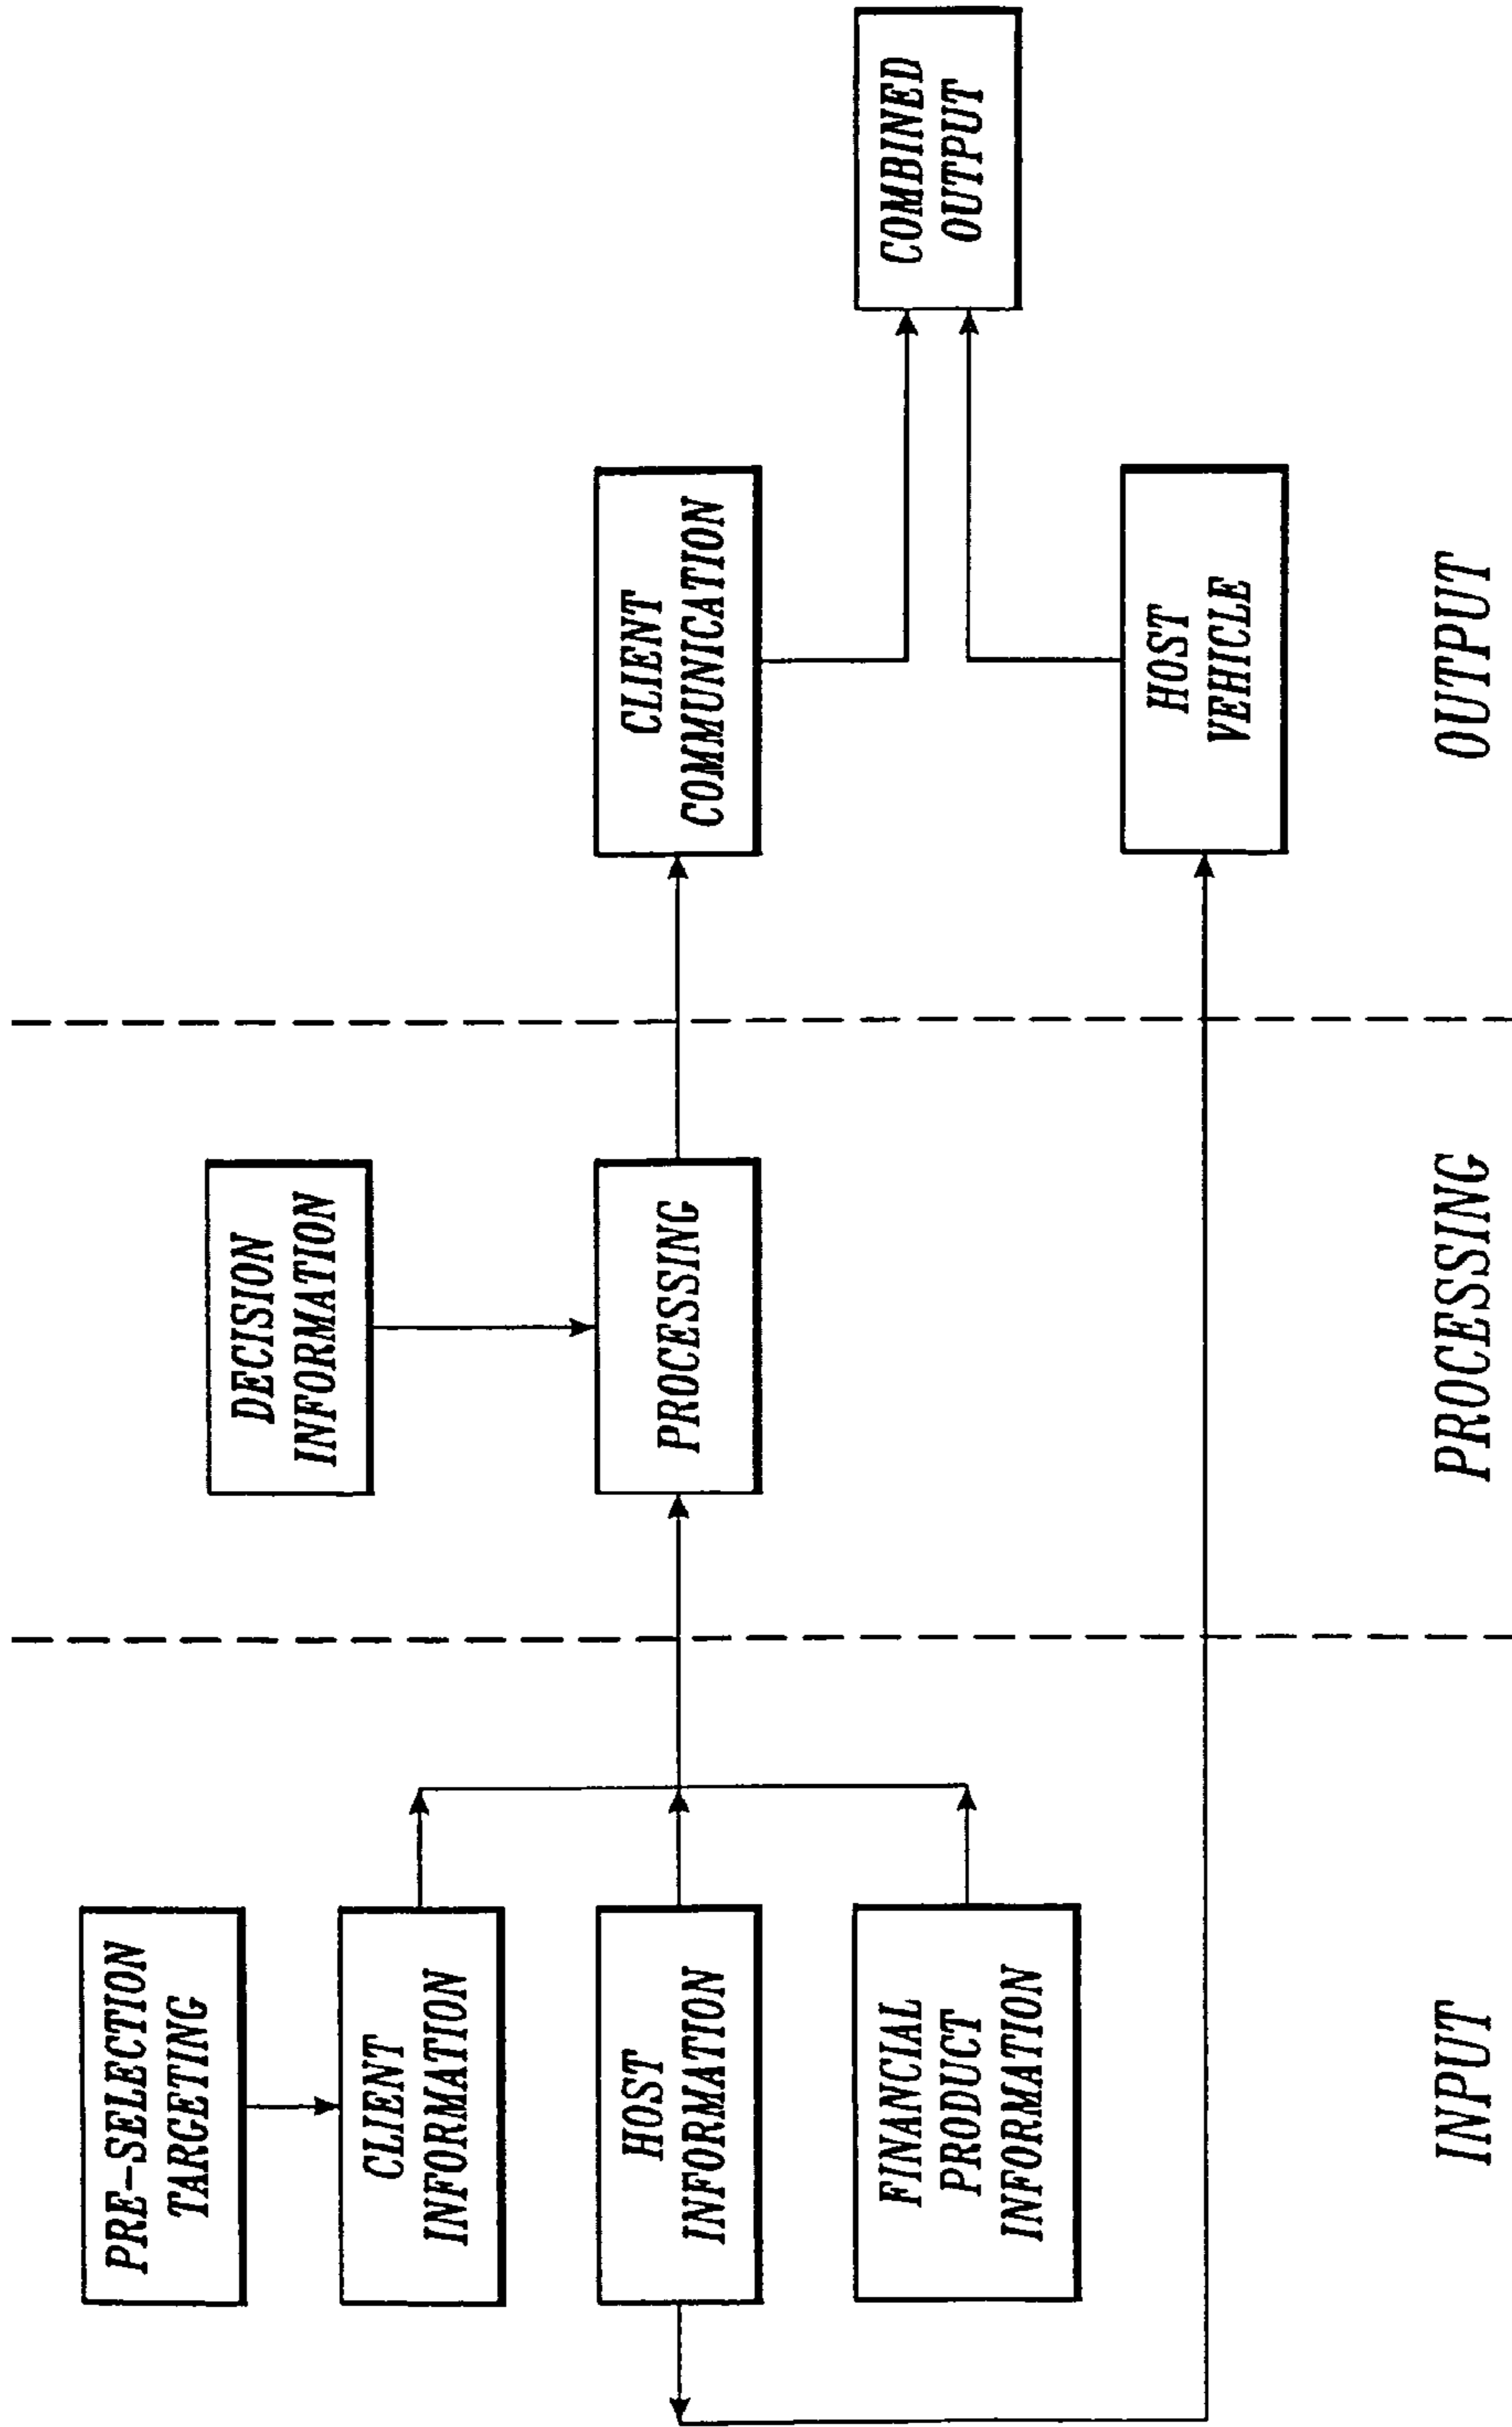 PRE-SELECTION
TARGETING
CLIENT
INFORMATION
HOST
INFORMATION
FINANCIAL
PRODUCT
INFORMATION
INPUT
DECISION
INFORMATION
PROCESSING
PROCESSING
CLIENT
COMMUNICATION
HOST
VEHICLE
OUTPUT
COMBINED
OUTPUT